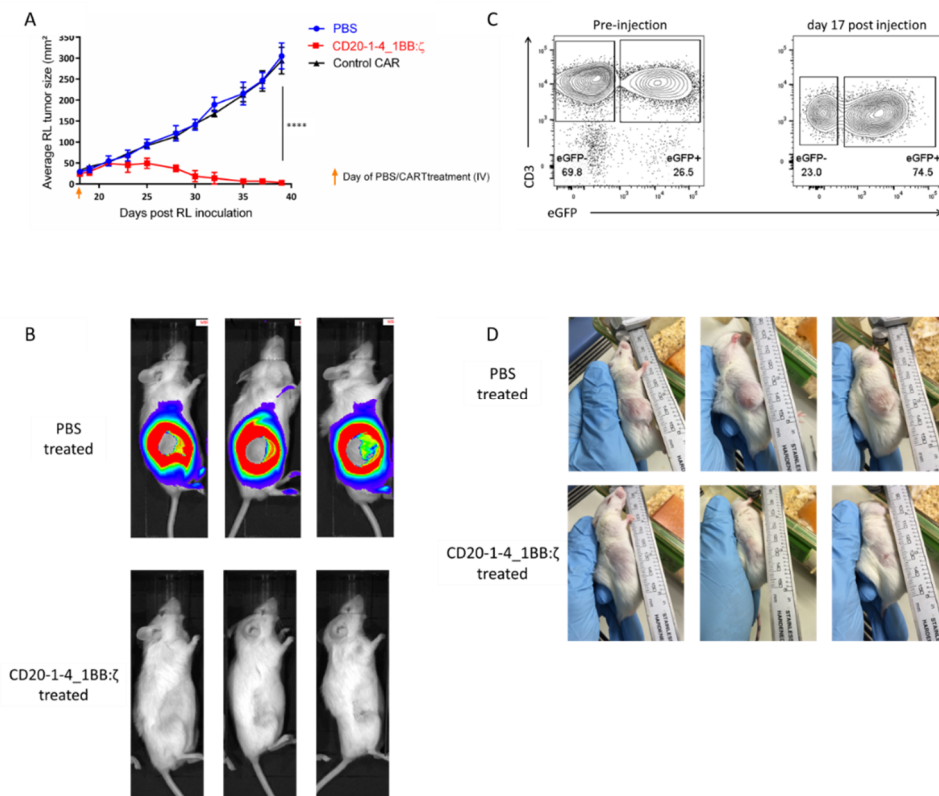 A
PBS
CD20-1-4_1BB:ζ
Control CAR
Average RL tumor size (mm²
350
300
250
200
150
100
50
0
****
Day of PBS/CARTtreatment (IV)
15
20
25
30
35
40
Days post RL inoculation
C
Pre-injection
day 17 post injection
CD3
eGFP-
69.8
eGFP+
26.5
eGFP-
23.0
eGFP+
74.5
eGFP
B
PBS
treated
CD20-1-4_1BB:ζ
treated
D
PBS
treated
CD20-1-4_1BB:ζ
treated